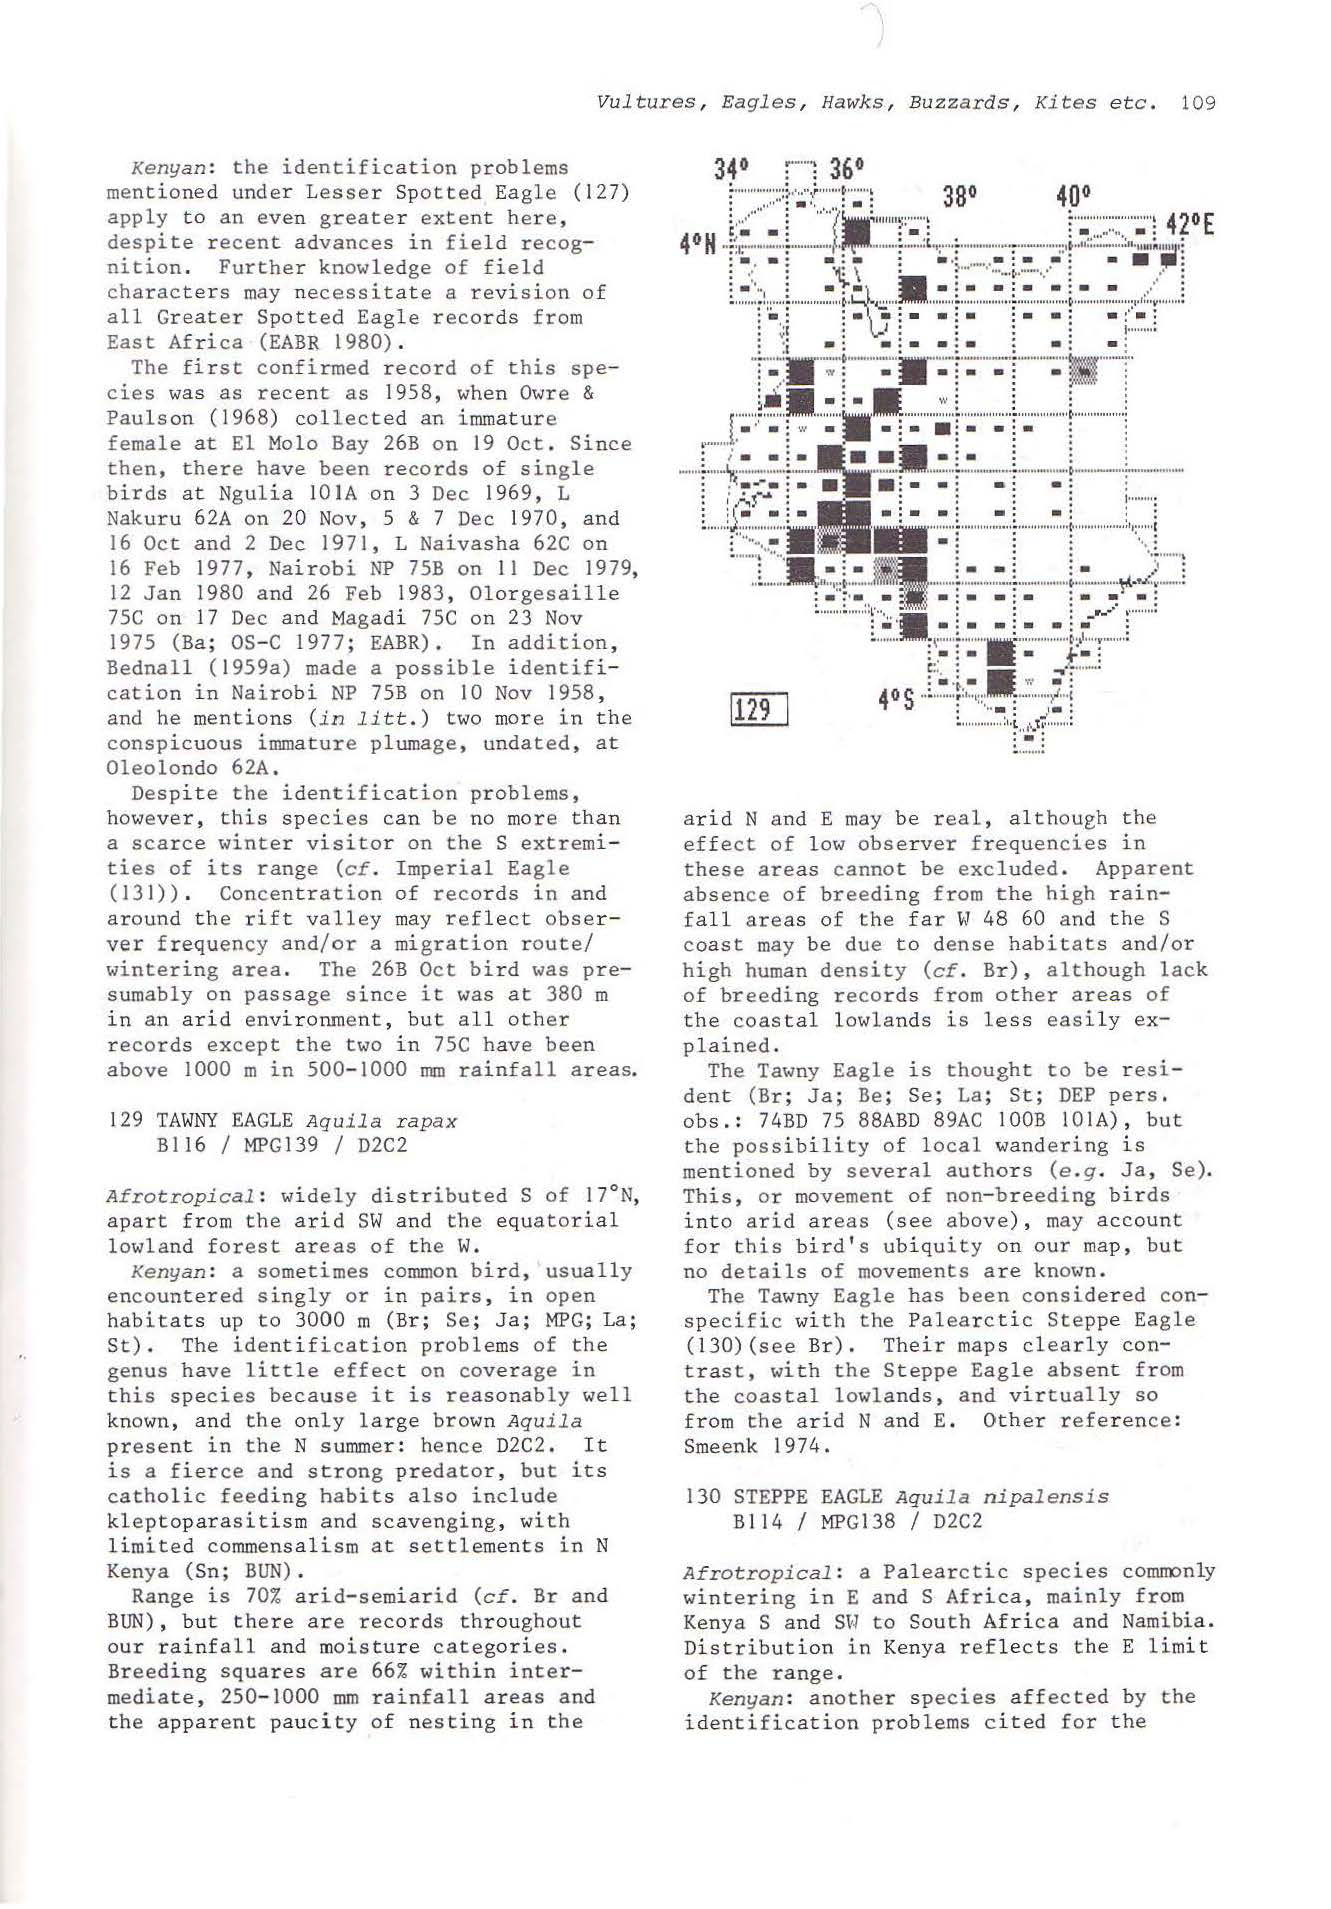 Vultures, Eagles, Hawks, Buzzards, Kites etc. 109
Kenyan: the identification problems
mentioned under Lesser Spotted Eagle (127)
apply to an even greater extent here,
despite recent advances in field recog-
nition. Further knowledge of field
characters may necessitate a revision of
all Greater Spotted Eagle records from
East Africa (EABR 1980).
The first confirmed record of this spe-
cies was as recent as 1958, when Owre &
Paulson (1968) collected an immature
female at El Molo Bay 26B on 19 Oct. Since
then, there have been records of single
birds at Ngulia 101A on 3 Dec 1969, L
Nakuru 62A on 20 Nov, 5 & 7 Dec 1970, and
16 Oct and 2 Dec 1971, L Naivasha 62C on
16 Feb 1977, Nairobi NP 75B on 11 Dec 1979,
12 Jan 1980 and 26 Feb 1983, Olorgesaille
75C on 17 Dec and Magadi 75C on 23 Nov
1975 (Ba; OS-C 1977; EABR). In addition,
Bednall (1959a) made a possible identifi-
cation in Nairobi NP 75B on 10 Nov 1958,
and he mentions (in litt.) two more in the
conspicuous immature plumage, undated, at
Oleolondo 62A.
Despite the identification problems,
however, this species can be no more than
a scarce winter visitor on the S extremi-
ties of its range (cf. Imperial Eagle
(131)). Concentration of records in and
around the rift valley may reflect obser-
ver frequency and/or a migration route/
wintering area. The 26B Oct bird was pre-
sumably on passage since it was at 380 m
in an arid environment, but all other
records except the two in 75C have been
above 1000 m in 500-1000 mm rainfall areas.
129 TAWNY EAGLE Aquila rapax
B116 / MPG139 / D2C2
Afrotropical: widely distributed S of 17°N,
apart from the arid SW and the equatorial
lowland forest areas of the W.
Kenyan: a sometimes common bird, usually
encountered singly or in pairs, in open
habitats up to 3000 m (Br; Se; Ja; MPG; La;
St). The identification problems of the
genus have little effect on coverage in
this species because it is reasonably well
known, and the only large brown Aquila
present in the N summer: hence D2C2. It
is a fierce and strong predator, but its
catholic feeding habits also include
kleptoparasitism and scavenging, with
limited commensalism at settlements in N
Kenya (Sn; BUN).
Range is 70% arid-semiarid (cf. Br and
BUN), but there are records throughout
our rainfall and moisture categories.
Breeding squares are 66% within inter-
mediate, 250-1000 mm rainfall areas and
the apparent paucity of nesting in the
34° 36°
38° 40°
42°E
4°N
4°S
129
arid N and E may be real, although the
effect of low observer frequencies in
these areas cannot be excluded. Apparent
absence of breeding from the high rain-
fall areas of the far W 48 60 and the S
coast may be due to dense habitats and/or
high human density (cf. Br), although lack
of breeding records from other areas of
the coastal lowlands is less easily ex-
plained.
The Tawny Eagle is thought to be resi-
dent (Br; Ja; Be; Se; La; St; DEP pers.
obs.: 74BD 75 88ABD 89AC 100B 101A), but
the possibility of local wandering is
mentioned by several authors (e.g. Ja, Se).
This, or movement of non-breeding birds
into arid areas (see above), may account
for this bird's ubiquity on our map, but
no details of movements are known.
The Tawny Eagle has been considered con-
specific with the Palearctic Steppe Eagle
(130)(see Br). Their maps clearly con-
trast, with the Steppe Eagle absent from
the coastal lowlands, and virtually so
from the arid N and E. Other reference:
Smeenk 1974.
130 STEPPE EAGLE Aquila nipalensis
B114 / MPG138 / D2C2
Afrotropical: a Palearctic species commonly
wintering in E and S Africa, mainly from
Kenya S and SW to South Africa and Namibia.
Distribution in Kenya reflects the E limit
of the range.
Kenyan: another species affected by the
identification problems cited for the